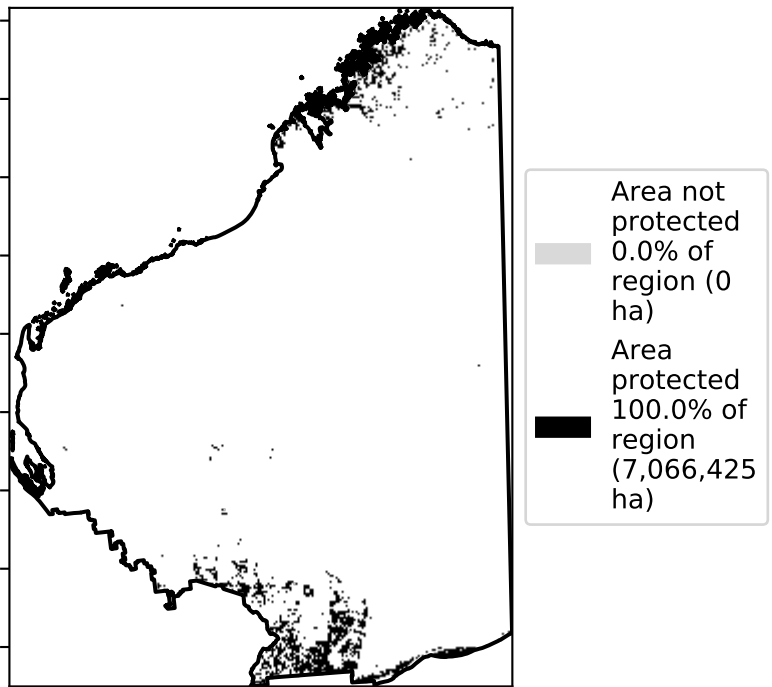 Area not
protected
0.0% of
region (0
ha)
Area
protected
100.0% of
region
(7,066,425
ha)